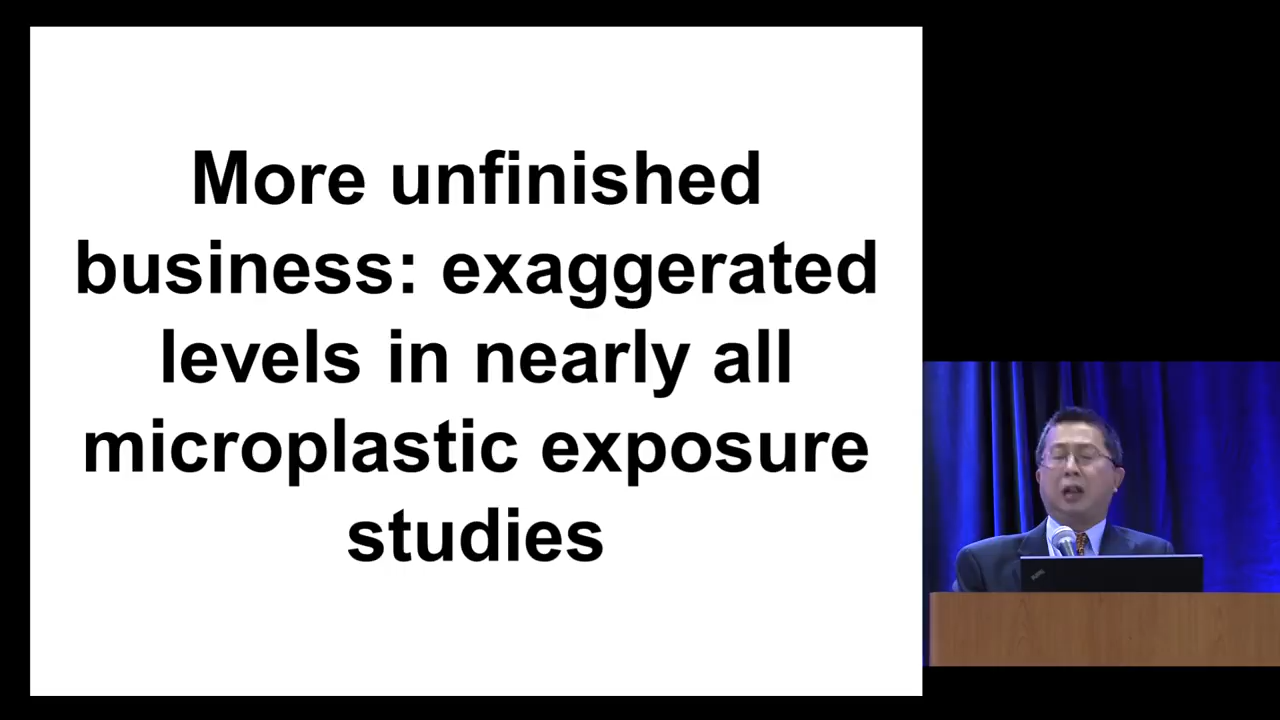 More unfinished
business: exaggerated
levels in nearly all
microplastic exposure
studies